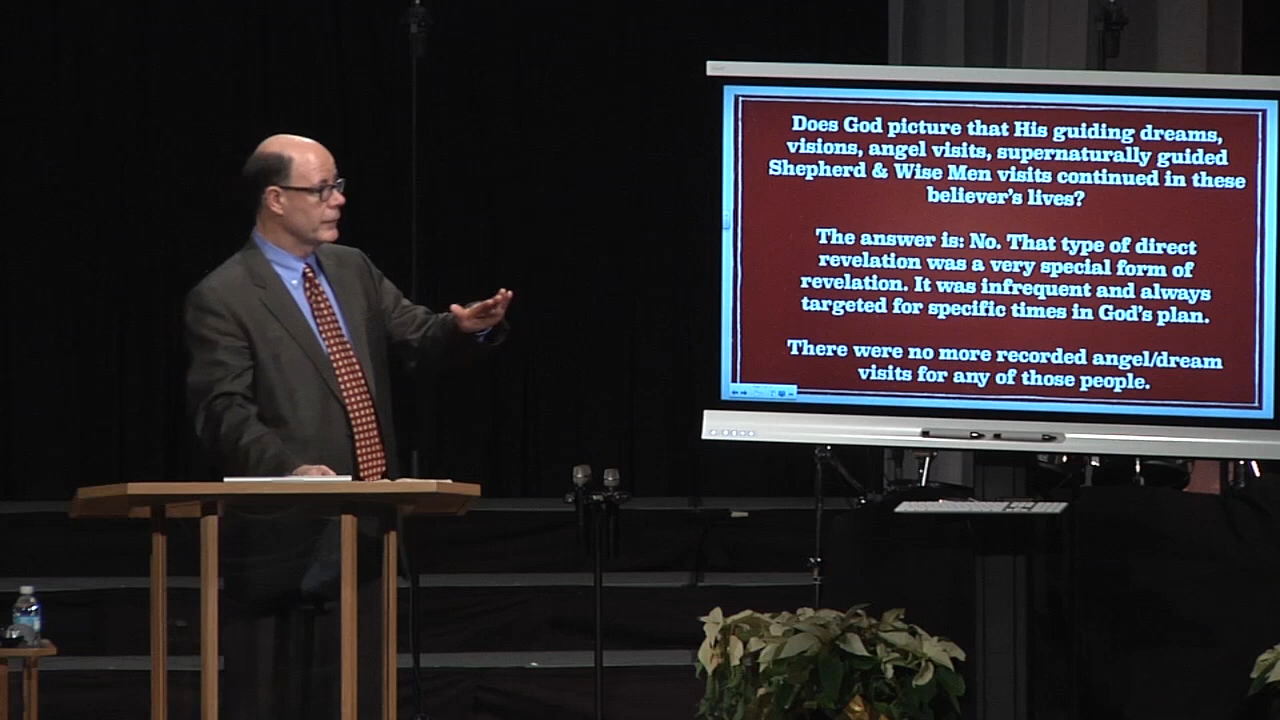 Does God picture that His guiding dreams,
visions, angel visits, supernaturally guided
Shepherd & Wise Men visits continued in these
believer's lives?
The answer is: No. That type of direct
revelation was a very special form of
revelation. It was infrequent and always
targeted for specific times in God's plan.
There were no more recorded angel/dream
visits for any of those people.